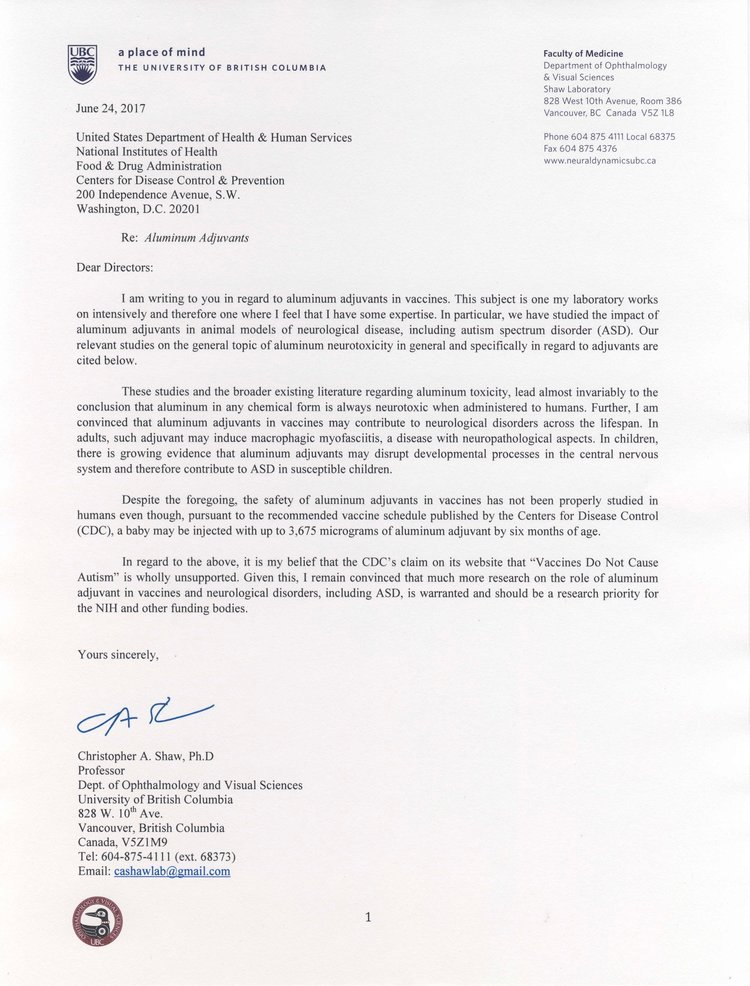 UBC
a place of mind
THE UNIVERSITY OF BRITISH COLUMBIA
Faculty of Medicine
Department of Ophthalmology
& Visual Sciences
Shaw Laboratory
828 West 10th Avenue, Room 386
Vancouver, BC Canada V5Z 1L8
Phone 604 875 4111 Local 68375
Fax 604 875 4376
www.neuraldynamicsubc.ca
June 24, 2017
United States Department of Health & Human Services
National Institutes of Health
Food & Drug Administration
Centers for Disease Control & Prevention
200 Independence Avenue, S.W.
Washington, D.C. 20201
Re: Aluminum Adjuvants
Dear Directors:
I am writing to you in regard to aluminum adjuvants in vaccines. This subject is one my laboratory works
on intensively and therefore one where I feel that I have some expertise. In particular, we have studied the impact of
aluminum adjuvants in animal models of neurological disease, including autism spectrum disorder (ASD). Our
relevant studies on the general topic of aluminum neurotoxicity in general and specifically in regard to adjuvants are
cited below.
These studies and the broader existing literature regarding aluminum toxicity, lead almost invariably to the
conclusion that aluminum in any chemical form is always neurotoxic when administered to humans. Further, I am
convinced that aluminum adjuvants in vaccines may contribute to neurological disorders across the lifespan. In
adults, such adjuvant may induce macrophagic myofasciitis, a disease with neuropathological aspects. In children,
there is growing evidence that aluminum adjuvants may disrupt developmental processes in the central nervous
system and therefore contribute to ASD in susceptible children.
Despite the foregoing, the safety of aluminum adjuvants in vaccines has not been properly studied in
humans even though, pursuant to the recommended vaccine schedule published by the Centers for Disease Control
(CDC), a baby may be injected with up to 3,675 micrograms of aluminum adjuvant by six months of age.
In regard to the above, it is my belief that the CDC's claim on its website that “Vaccines Do Not Cause
Autism” is wholly unsupported. Given this, I remain convinced that much more research on the role of aluminum
adjuvant in vaccines and neurological disorders, including ASD, is warranted and should be a research priority for
the NIH and other funding bodies.
Yours sincerely,
Christopher A. Shaw, Ph.D
Professor
Dept. of Ophthalmology and Visual Sciences
University of British Columbia
828 W. 10th Ave.
Vancouver, British Columbia
Canada, V5Z1M9
Tel: 604-875-4111 (ext. 68373)
Email: cashawlab@gmail.com
OPHTHALMOLOGY & VISUAL SCIENCES
UBC
1